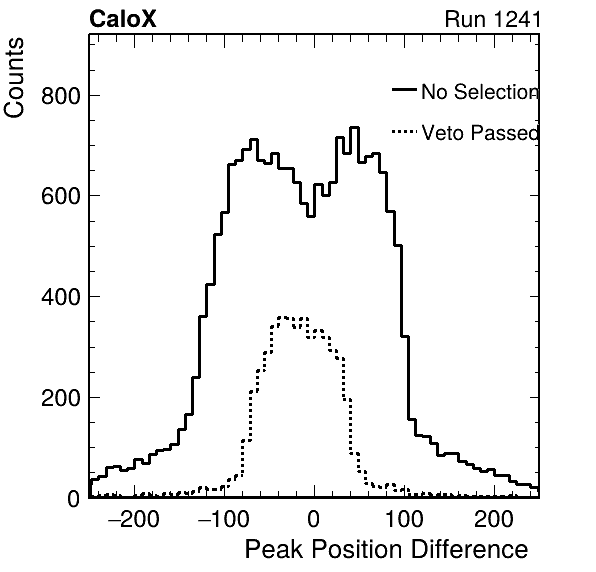 CaloX Run 1241
Counts
800
600
400
200
0
No Selection
Veto Passed
−200 −100 0 100 200
Peak Position Difference